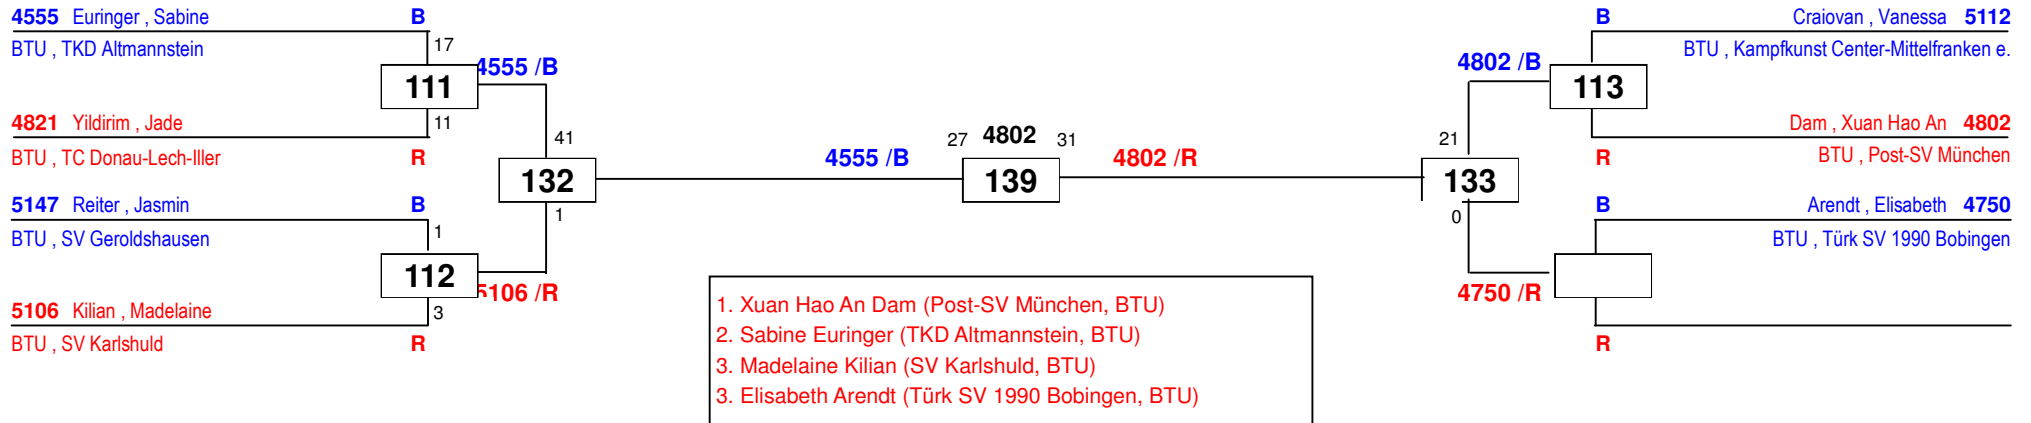 4555 Euringer , Sabine B
BTU , TKD Altmannstein
17
111
4555 /B
4821 Yildirim , Jade
11
BTU , TC Donau-Lech-Iller R
41
132
1
5147 Reiter , Jasmin B
BTU , SV Geroldshausen
1
112
5106 /R
5106 Kilian , Madelaine
3
BTU , SV Karlshuld R
4555 /B
27 4802 31
139
4802 /R
B Craiovan , Vanessa 5112
BTU , Kampfkunst Center-Mittelfranken e.
4802 /B
113
Dam , Xuan Hao An 4802
R BTU , Post-SV München
21
133
0
B Arendt , Elisabeth 4750
BTU , Türk SV 1990 Bobingen
4750 /R
R
1. Xuan Hao An Dam (Post-SV München, BTU)
2. Sabine Euringer (TKD Altmannstein, BTU)
3. Madelaine Kilian (SV Karlshuld, BTU)
3. Elisabeth Arendt (Türk SV 1990 Bobingen, BTU)